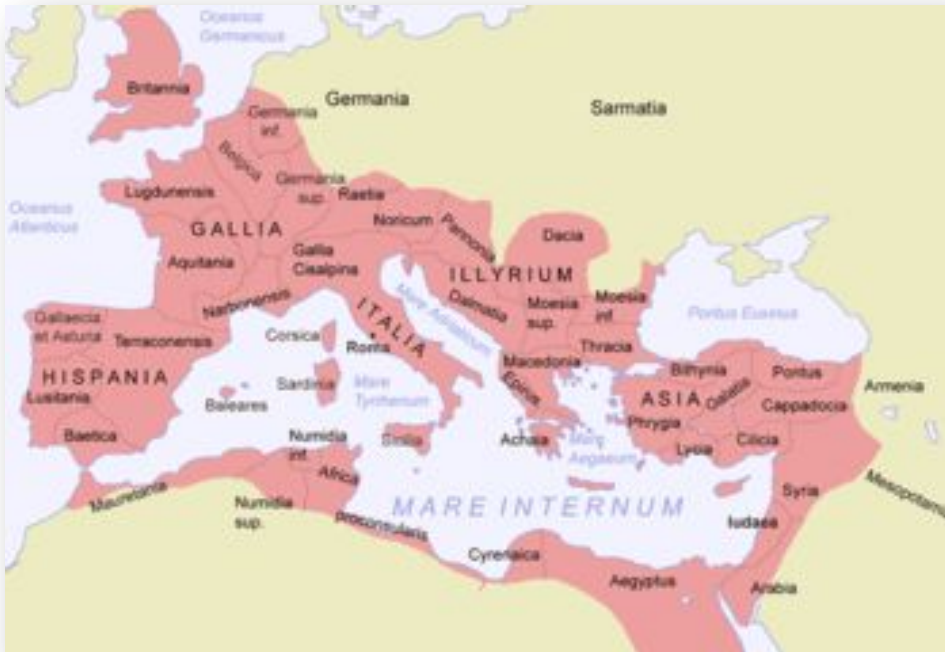 Oceanus
Germanicus
Britannia
Germania
Sarmatia
Germania
inf.
Belgica
Germania
sup.
Lugdunensis
Raetia
Oceanus
Atlanticus
GALLIA
Noricum
Pannonia
Dacia
Gallia
Cisalpina
Aquitania
ILLYRIUM
Narbonensis
Dalmatia
Moesia
sup.
Moesia
inf.
Pontus Euxinus
Gallaecia
et Asturia
Terraconensis
Corsica
ITALIA
Roma
Mare Adriaticum
Thracia
HISPANIA
Macedonia
Bithynia
Pontus
Armenia
Lusitania
Sardinia
Mare
Tyrrhenum
Epirus
ASIA
Galatia
Cappadocia
Baleares
Phrygia
Baetica
Numidia
inf.
Sicilia
Achaia
Mare
Aegaeum
Lycia
Cilicia
Africa
Mauretania
Numidia
sup.
MARE INTERNUM
Syria
Mesopotamia
proconsularis
Iudaea
Cyrenaica
Aegyptus
Arabia